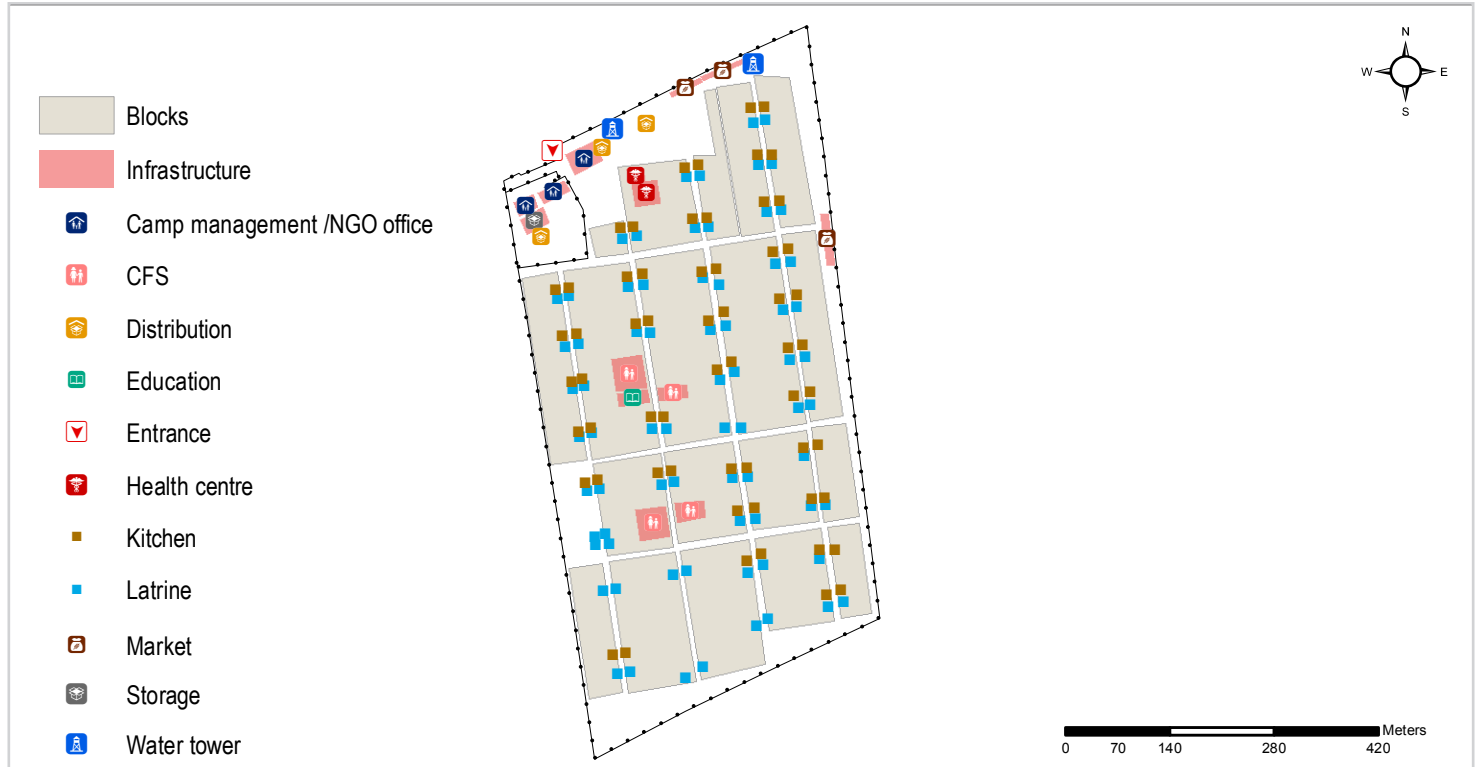 N
W E
S
Blocks
Infrastructure
Camp management /NGO office
CFS
Distribution
Education
Entrance
Health centre
Kitchen
Latrine
Market
Storage
Water tower
Meters
0 70 140 280 420